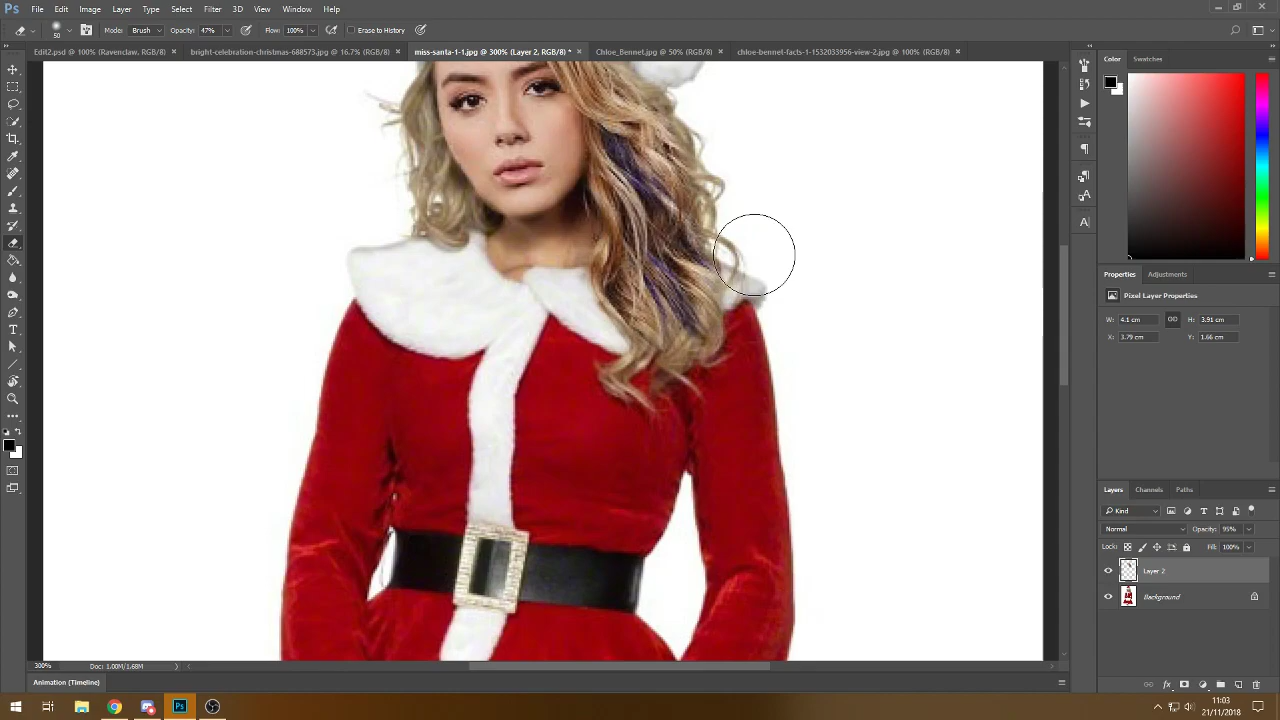 Ps File Edit Image Layer Type Select Filter 3D View Window Help
50 Mode: Brush Opacity: 47% Flow: 100% Erase to History
Edit2.psd @ 100% (Ravenclaw, RGB/8) × bright-celebration-christmas-688573.jpg @ 16.7% (RGB/8) × miss-santa-1-1.jpg @ 300% (Layer 2, RGB/8) * × Chloe_Bennet.jpg @ 50% (RGB/8) × chloe-bennet-facts-1-1532033956-view-2.jpg @ 100% (RGB/8) ×
Color Swatches
Properties Adjustments
Pixel Layer Properties
W: 4.1 cm H: 3.91 cm
X: 3.79 cm Y: 1.66 cm
Layers Channels Paths
Kind
Normal Opacity: 95%
Lock: Fill: 100%
Layer 2
Background
fx
300% Doc: 1.00M/1.68M
Animation (Timeline)
Ps
11:03
21/11/2018